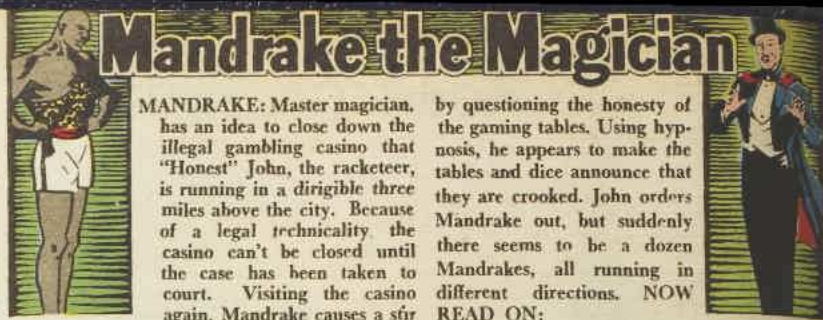 Mandrake the Magician
MANDRAKE: Master magician,
has an idea to close down the
illegal gambling casino that
"Honest" John, the racketeer,
is running in a dirigible three
miles above the city. Because
of a legal technicality the
casino can't be closed until
the case has been taken to
court. Visiting the casino
again, Mandrake causes a stir
by questioning the honesty of
the gaming tables. Using hyp-
nosis, he appears to make the
tables and dice announce that
they are crooked. John orders
Mandrake out, but suddenly
there seems to be a dozen
Mandrakes, all running in
different directions. NOW
READ ON: